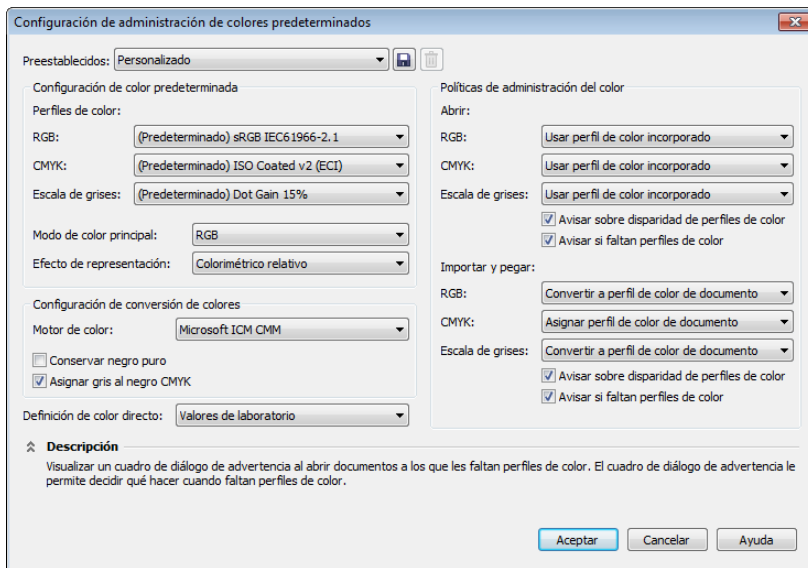 Configuración de administración de colores predeterminados
Preestablecidos: Personalizado
Configuración de color predeterminada
Perfiles de color:
RGB: (Predeterminado) sRGB IEC61966-2.1
CMYK: (Predeterminado) ISO Coated v2 (ECI)
Escala de grises: (Predeterminado) Dot Gain 15%
Modo de color principal: RGB
Efecto de representación: Colorimétrico relativo
Configuración de conversión de colores
Motor de color: Microsoft ICM CMM
Conservar negro puro
Asignar gris al negro CMYK
Definición de color directo: Valores de laboratorio
Políticas de administración del color
Abrir:
RGB: Usar perfil de color incorporado
CMYK: Usar perfil de color incorporado
Escala de grises: Usar perfil de color incorporado
Avisar sobre disparidad de perfiles de color
Avisar si faltan perfiles de color
Importar y pegar:
RGB: Convertir a perfil de color de documento
CMYK: Asignar perfil de color de documento
Escala de grises: Convertir a perfil de color de documento
Avisar sobre disparidad de perfiles de color
Avisar si faltan perfiles de color
Descripción
Visualizar un cuadro de diálogo de advertencia al abrir documentos a los que les faltan perfiles de color. El cuadro de diálogo de advertencia le
permite decidir qué hacer cuando faltan perfiles de color.
Aceptar Cancelar Ayuda